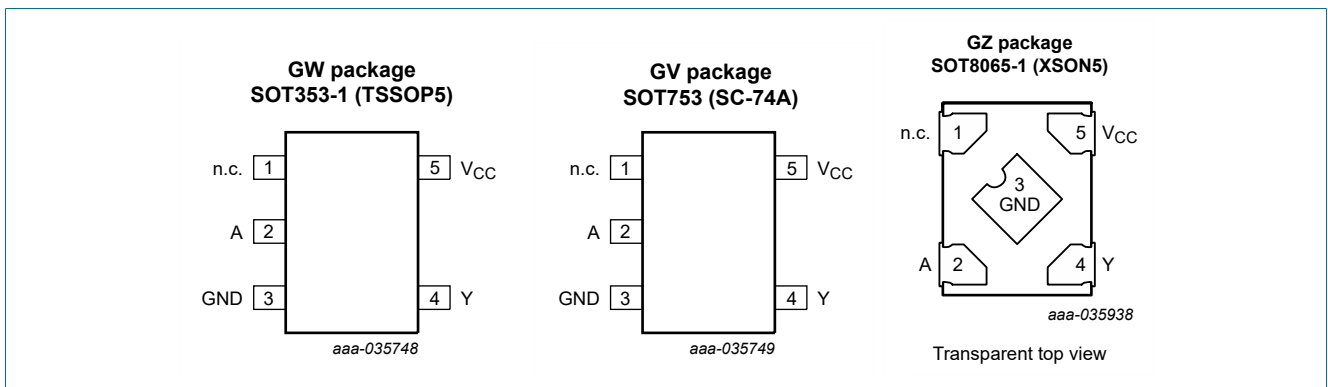 GW package
SOT353-1 (TSSOP5)
n.c. 1
5 VCC
A 2
GND 3
4 Y
aaa-035748
GV package
SOT753 (SC-74A)
n.c. 1
5 VCC
A 2
GND 3
4 Y
aaa-035749
GZ package
SOT8065-1 (XSON5)
n.c. 1
5 VCC
3
GND
A 2
4 Y
aaa-035938
Transparent top view